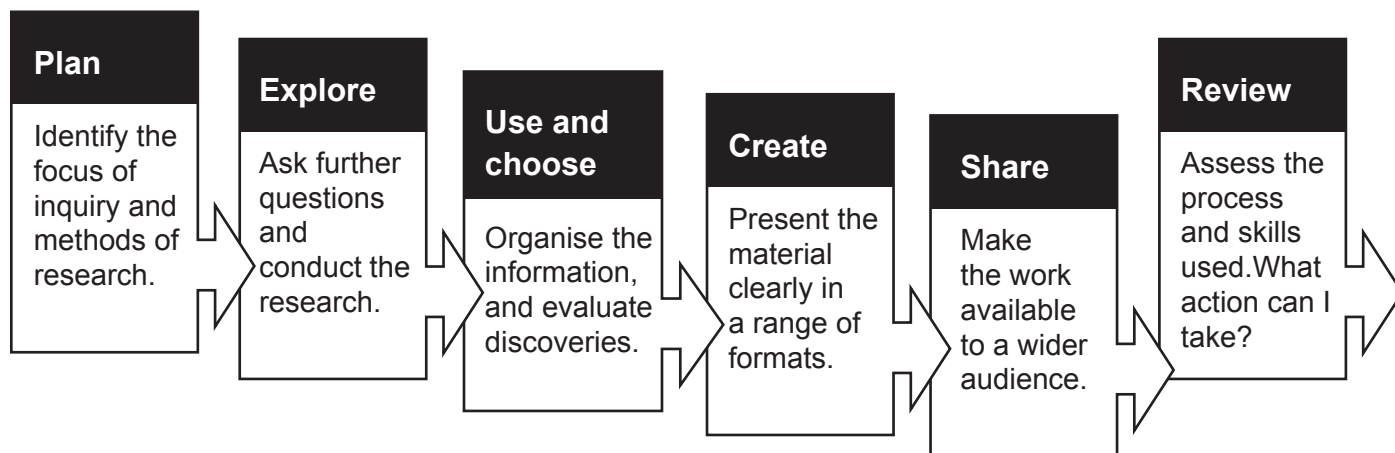 Plan
Identify the
focus of
inquiry and
methods of
research.
Explore
Ask further
questions
and
conduct the
research.
Use and
choose
Organise the
information,
and evaluate
discoveries.
Create
Present the
material
clearly in
a range of
formats.
Share
Make
the work
available
to a wider
audience.
Review
Assess the
process
and skills
used.What
action can I
take?